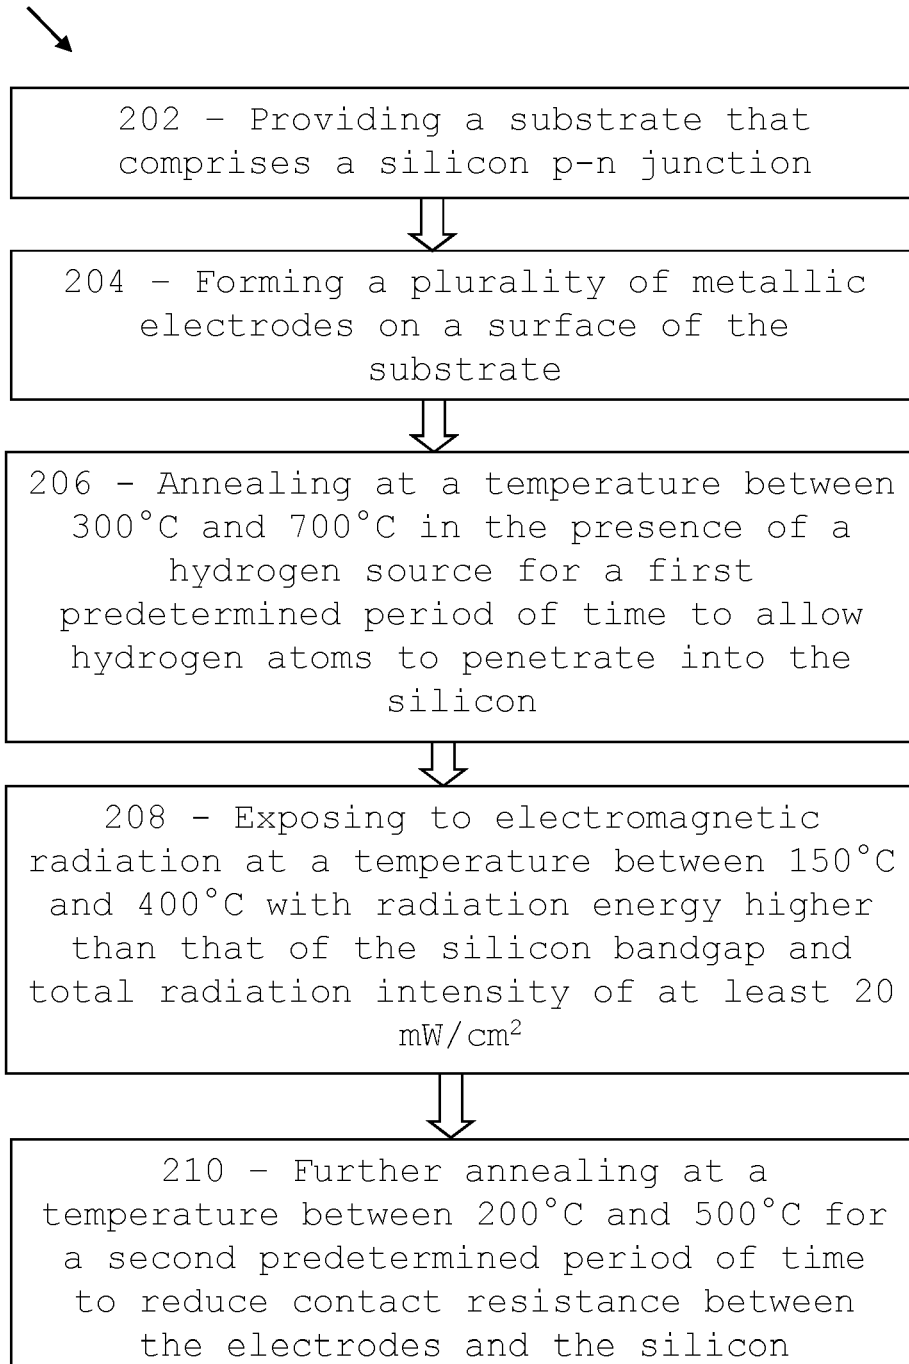 202 – Providing a substrate that
comprises a silicon p-n junction
204 – Forming a plurality of metallic
electrodes on a surface of the
substrate
206 - Annealing at a temperature between
300°C and 700°C in the presence of a
hydrogen source for a first
predetermined period of time to allow
hydrogen atoms to penetrate into the
silicon
208 - Exposing to electromagnetic
radiation at a temperature between 150°C
and 400°C with radiation energy higher
than that of the silicon bandgap and
total radiation intensity of at least 20
mW/cm²
210 – Further annealing at a
temperature between 200°C and 500°C for
a second predetermined period of time
to reduce contact resistance between
the electrodes and the silicon